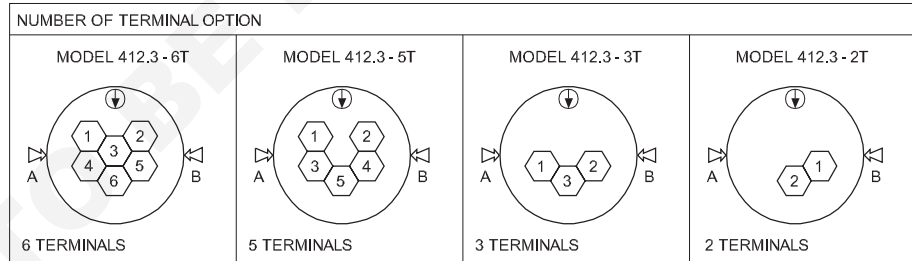 NUMBER OF TERMINAL OPTION
MODEL 412.3 - 6T
1 2
3
4 5
6
A B
6 TERMINALS
MODEL 412.3 - 5T
1 2
3 4
5
A B
5 TERMINALS
MODEL 412.3 - 3T
1 2
3
A B
3 TERMINALS
MODEL 412.3 - 2T
1
2
A B
2 TERMINALS
TO BE